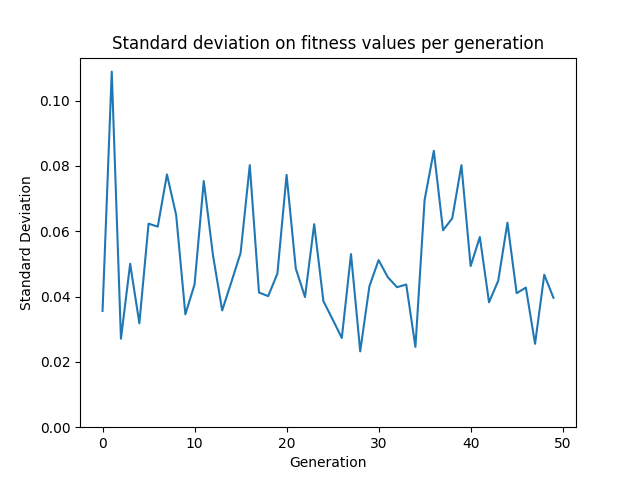 Standard deviation on fitness values per generation
0.10
0.08
0.06
0.04
0.02
0.00
Standard Deviation
0 10 20 30 40 50
Generation